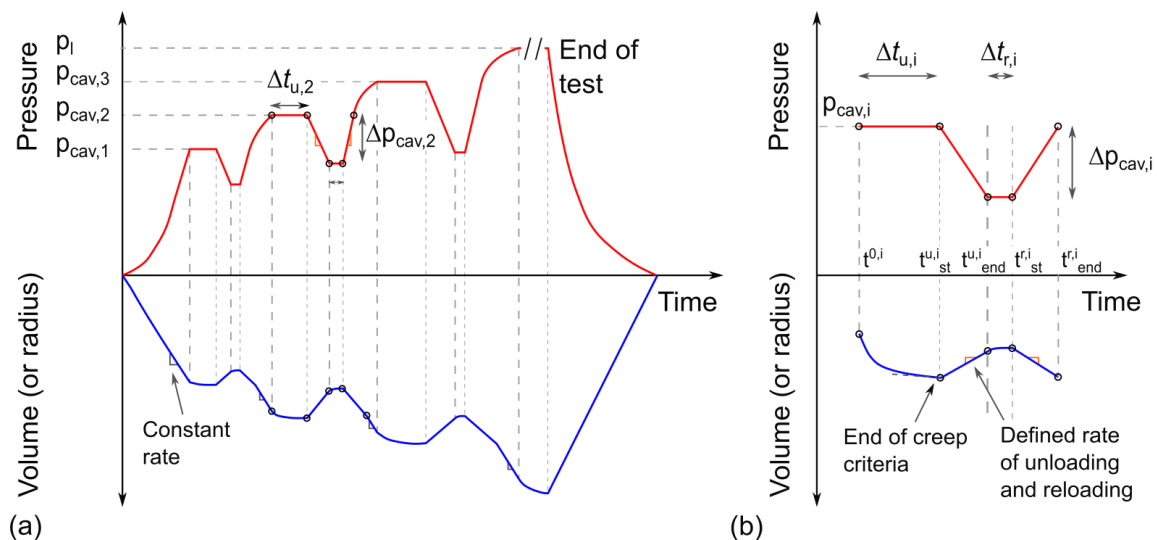 Pressure
p_l
p_cav,3
p_cav,2
p_cav,1
Δt_u,2
Δp_cav,2
//
End of
test
Time
Volume (or radius)
Constant
rate
(a)
Pressure
Δt_u,i
Δt_r,i
p_cav,i
Δp_cav,i
t^0,i t^u,i_st t^u,i_end t^r,i_st t^r,i_end
Time
Volume (or radius)
End of creep
criteria
Defined rate
of unloading
and reloading
(b)